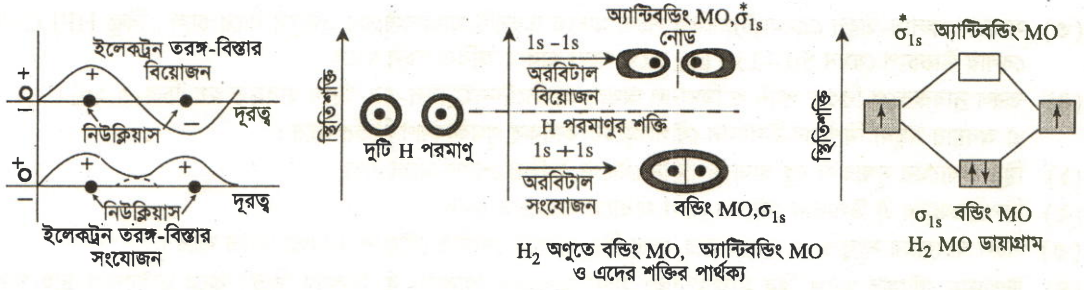 ইলেকট্রন তরঙ্গ-বিস্তার
বিয়োজন
+
0
−
+
−
নিউক্লিয়াস
দূরত্ব
+
0
−
+
+
নিউক্লিয়াস
দূরত্ব
ইলেকট্রন তরঙ্গ-বিস্তার
সংযোজন
স্থিতিশক্তি
দুটি H পরমাণু
অ্যান্টিবন্ডিং MO, σ*1s
নোড
1s – 1s
অরবিটাল
বিয়োজন
H পরমাণুর শক্তি
1s + 1s
অরবিটাল
সংযোজন
বন্ডিং MO, σ1s
H2 অণুতে বন্ডিং MO, অ্যান্টিবন্ডিং MO
ও এদের শক্তির পার্থক্য
স্থিতিশক্তি
σ*1s অ্যান্টিবন্ডিং MO
↑
↑
↑↓
σ1s বন্ডিং MO
H2 MO ডায়াগ্রাম